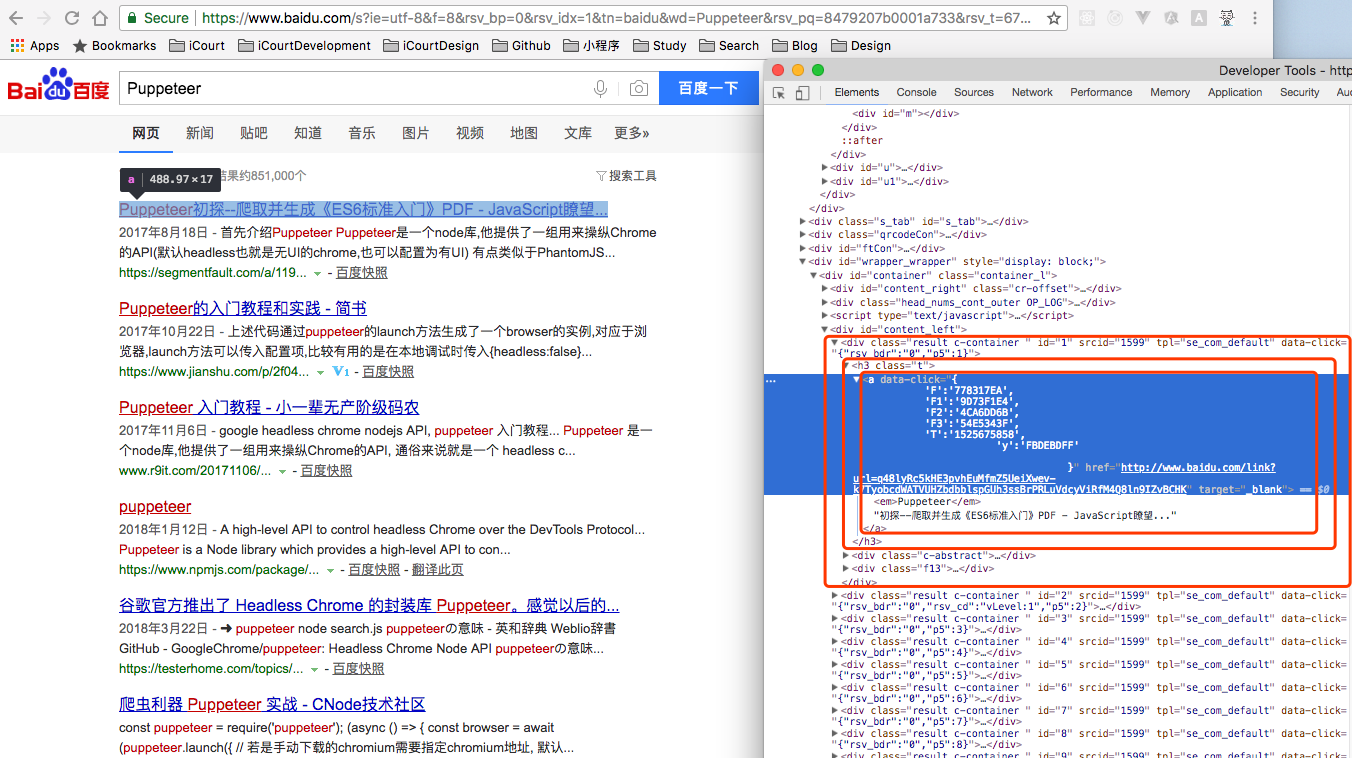 Secure | https://www.baidu.com/s?ie=utf-8&f=8&rsv_bp=0&rsv_idx=1&tn=baidu&wd=Puppeteer&rsv_pq=8479207b0001a733&rsv_t=67...
Apps Bookmarks iCourt iCourtDevelopment iCourtDesign Github 小程序 Study Search Blog Design
Bai du 百度 Puppeteer 百度一下
网页 新闻 贴吧 知道 音乐 图片 视频 地图 文库 更多»
a | 488.97 × 17
结果约851,000个 搜索工具
Puppeteer初探--爬取并生成《ES6标准入门》PDF - JavaScript瞭望...
2017年8月18日 - 首先介绍Puppeteer Puppeteer是一个node库,他提供了一组用来操纵Chrome
的API(默认headless也就是无UI的chrome,也可以配置为有UI) 有点类似于PhantomJS...
https://segmentfault.com/a/119... - 百度快照
Puppeteer的入门教程和实践 - 简书
2017年10月22日 - 上述代码通过puppeteer的launch方法生成了一个browser的实例,对应于浏
览器,launch方法可以传入配置项,比较有用的是在本地调试时传入{headless:false}...
https://www.jianshu.com/p/2f04... V1 - 百度快照
Puppeteer 入门教程 - 小一辈无产阶级码农
2017年11月6日 - google headless chrome nodejs API, puppeteer 入门教程... Puppeteer 是一
个node库,他提供了一组用来操纵Chrome的API, 通俗来说就是一个 headless c...
www.r9it.com/20171106/... - 百度快照
puppeteer
2018年1月12日 - A high-level API to control headless Chrome over the DevTools Protocol...
Puppeteer is a Node library which provides a high-level API to con...
https://www.npmjs.com/package/... - 百度快照 - 翻译此页
谷歌官方推出了 Headless Chrome 的封装库 Puppeteer。感觉以后的...
2018年3月22日 - ➜ puppeteer node search.js puppeteerの意味 - 英和辞典 Weblio辞書
GitHub - GoogleChrome/puppeteer: Headless Chrome Node API puppeteerの意味...
https://testerhome.com/topics/... - 百度快照
爬虫利器 Puppeteer 实战 - CNode技术社区
const puppeteer = require('puppeteer'); (async () => { const browser = await
(puppeteer.launch({ // 若是手动下载的chromium需要指定chromium地址, 默认...
Developer Tools - http
Elements Console Sources Network Performance Memory Application Security Au
<div id="m"></div>
</div>
::after
</div>
<div id="u">…</div>
<div id="u1">…</div>
</div>
</div>
<div class="s_tab" id="s_tab">…</div>
<div class="qrcodeCon">…</div>
<div id="ftCon">…</div>
<div id="wrapper_wrapper" style="display: block;">
<div id="container" class="container_l">
<div id="content_right" class="cr-offset">…</div>
<div class="head_nums_cont_outer OP_LOG">…</div>
<script type="text/javascript">…</script>
<div id="content_left">
<div class="result c-container " id="1" srcid="1599" tpl="se_com_default" data-click=
"{"rsv_bdr":"0","p5":1}">
<h3 class="t">
<a data-click="{
'F':'778317EA',
'F1':'9D73F1E4',
'F2':'4CA6DD6B',
'F3':'54E5343F',
'T':'1525675858',
'y':'FBDEBDFF'
}" href="http://www.baidu.com/link?
url=q48lyRc5kHE3pvhEuMfmZ5UeiXwev-
k7TyobcdWATVUHZbdbblspGUh3ssBrPRLuVdcyViRfM4Q8ln9IZvBCHK" target="_blank"> == $0
<em>Puppeteer</em>
"初探--爬取并生成《ES6标准入门》PDF - JavaScript瞭望..."
</a>
</h3>
<div class="c-abstract">…</div>
<div class="f13">…</div>
</div>
<div class="result c-container " id="2" srcid="1599" tpl="se_com_default" data-click=
"{"rsv_bdr":"0","rsv_cd":"vLevel:1","p5":2}">…</div>
<div class="result c-container " id="3" srcid="1599" tpl="se_com_default" data-click=
"{"rsv_bdr":"0","p5":3}">…</div>
<div class="result c-container " id="4" srcid="1599" tpl="se_com_default" data-click=
"{"rsv_bdr":"0","p5":4}">…</div>
<div class="result c-container " id="5" srcid="1599" tpl="se_com_default" data-click=
"{"rsv_bdr":"0","p5":5}">…</div>
<div class="result c-container " id="6" srcid="1599" tpl="se_com_default" data-click=
"{"rsv_bdr":"0","p5":6}">…</div>
<div class="result c-container " id="7" srcid="1599" tpl="se_com_default" data-click=
"{"rsv_bdr":"0","p5":7}">…</div>
<div class="result c-container " id="8" srcid="1599" tpl="se_com_default" data-click=
"{"rsv_bdr":"0","p5":8}">…</div>
<div class="result c-container " id="9" srcid="1599" tpl="se_com_default" data-click=